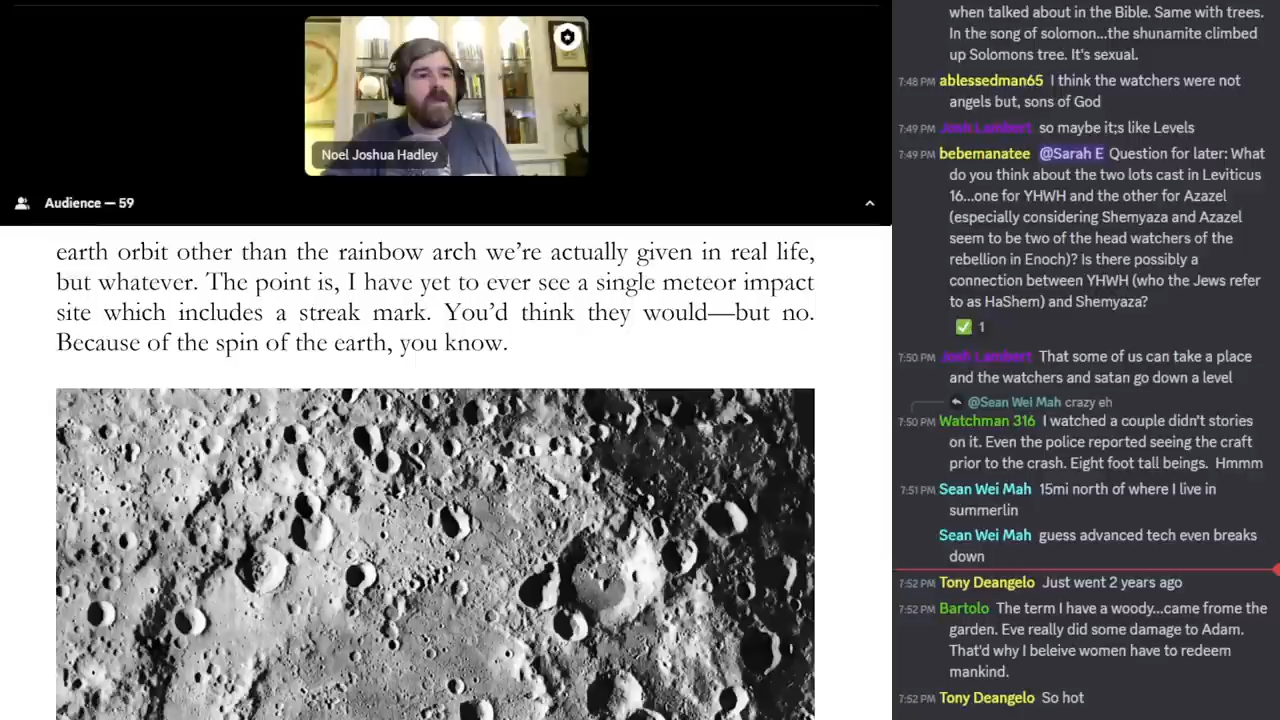 Noel Joshua Hadley
Audience — 59
earth orbit other than the rainbow arch we’re actually given in real life,
but whatever. The point is, I have yet to ever see a single meteor impact
site which includes a streak mark. You’d think they would—but no.
Because of the spin of the earth, you know.
when talked about in the Bible. Same with trees.
In the song of solomon...the shunamite climbed
up Solomons tree. It's sexual.
7:48 PM ablessedman65 I think the watchers were not
angels but, sons of God
7:49 PM Josh Lambert so maybe it;s like Levels
7:49 PM bebemanatee @Sarah E Question for later: What
do you think about the two lots cast in Leviticus
16...one for YHWH and the other for Azazel
(especially considering Shemyaza and Azazel
seem to be two of the head watchers of the
rebellion in Enoch)? Is there possibly a
connection between YHWH (who the Jews refer
to as HaShem) and Shemyaza?
1
7:50 PM Josh Lambert That some of us can take a place
and the watchers and satan go down a level
@Sean Wei Mah crazy eh
7:50 PM Watchman 316 I watched a couple didn’t stories
on it. Even the police reported seeing the craft
prior to the crash. Eight foot tall beings. Hmmm
7:51 PM Sean Wei Mah 15mi north of where I live in
summerlin
Sean Wei Mah guess advanced tech even breaks
down
7:52 PM Tony Deangelo Just went 2 years ago
7:52 PM Bartolo The term I have a woody...came frome the
garden. Eve really did some damage to Adam.
That'd why I beleive women have to redeem
mankind.
7:52 PM Tony Deangelo So hot